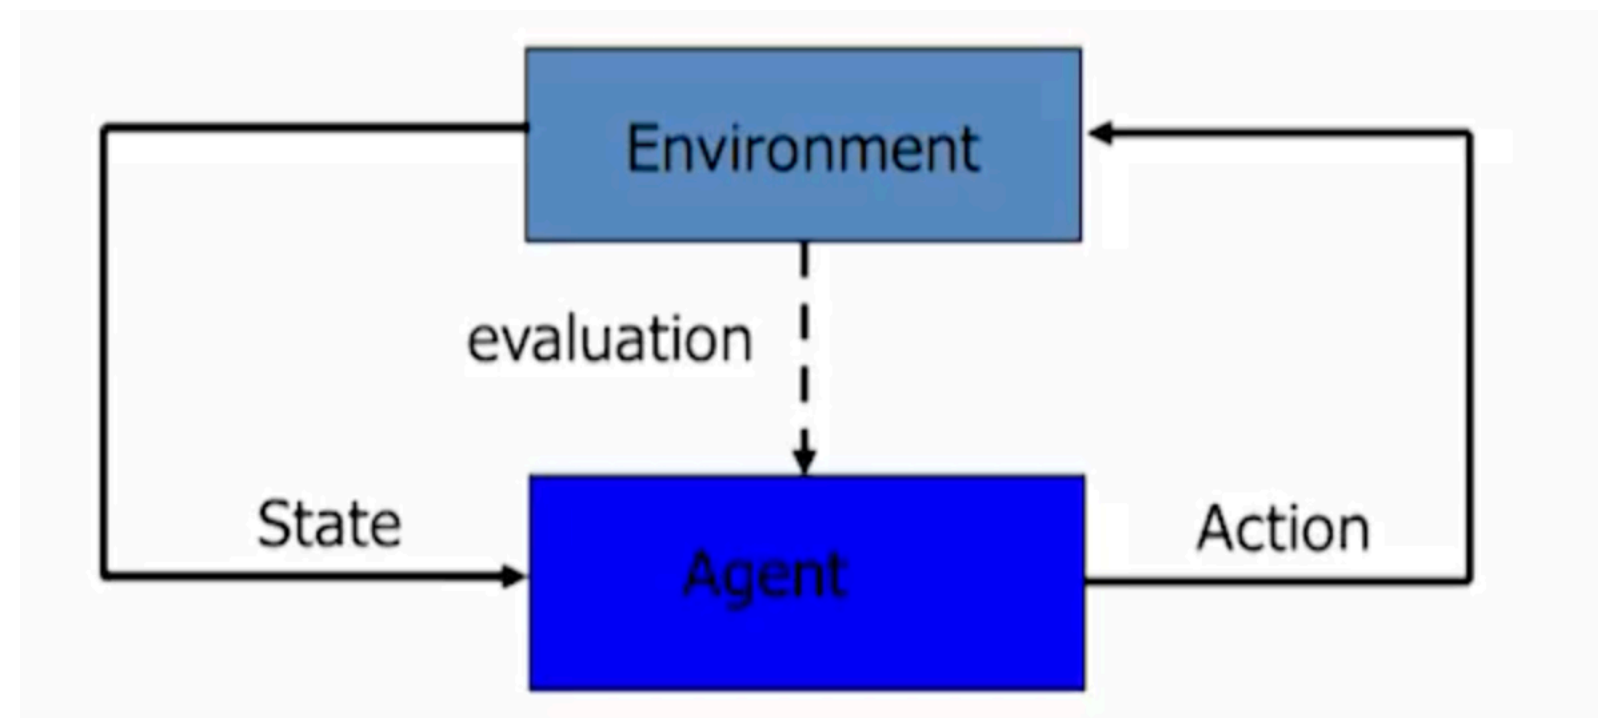 Environment
evaluation
State
Agent
Action